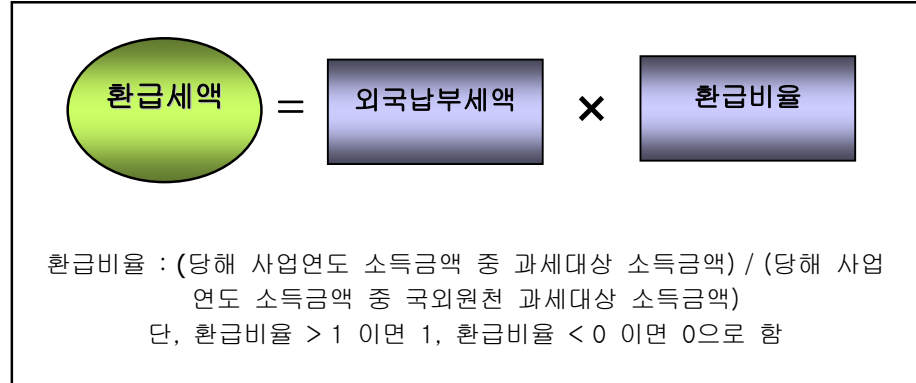 환급세액 = 외국납부세액 × 환급비율
환급비율 : (당해 사업연도 소득금액 중 과세대상 소득금액) / (당해 사업
연도 소득금액 중 국외원천 과세대상 소득금액)
단, 환급비율 > 1 이면 1, 환급비율 < 0 이면 0으로 함